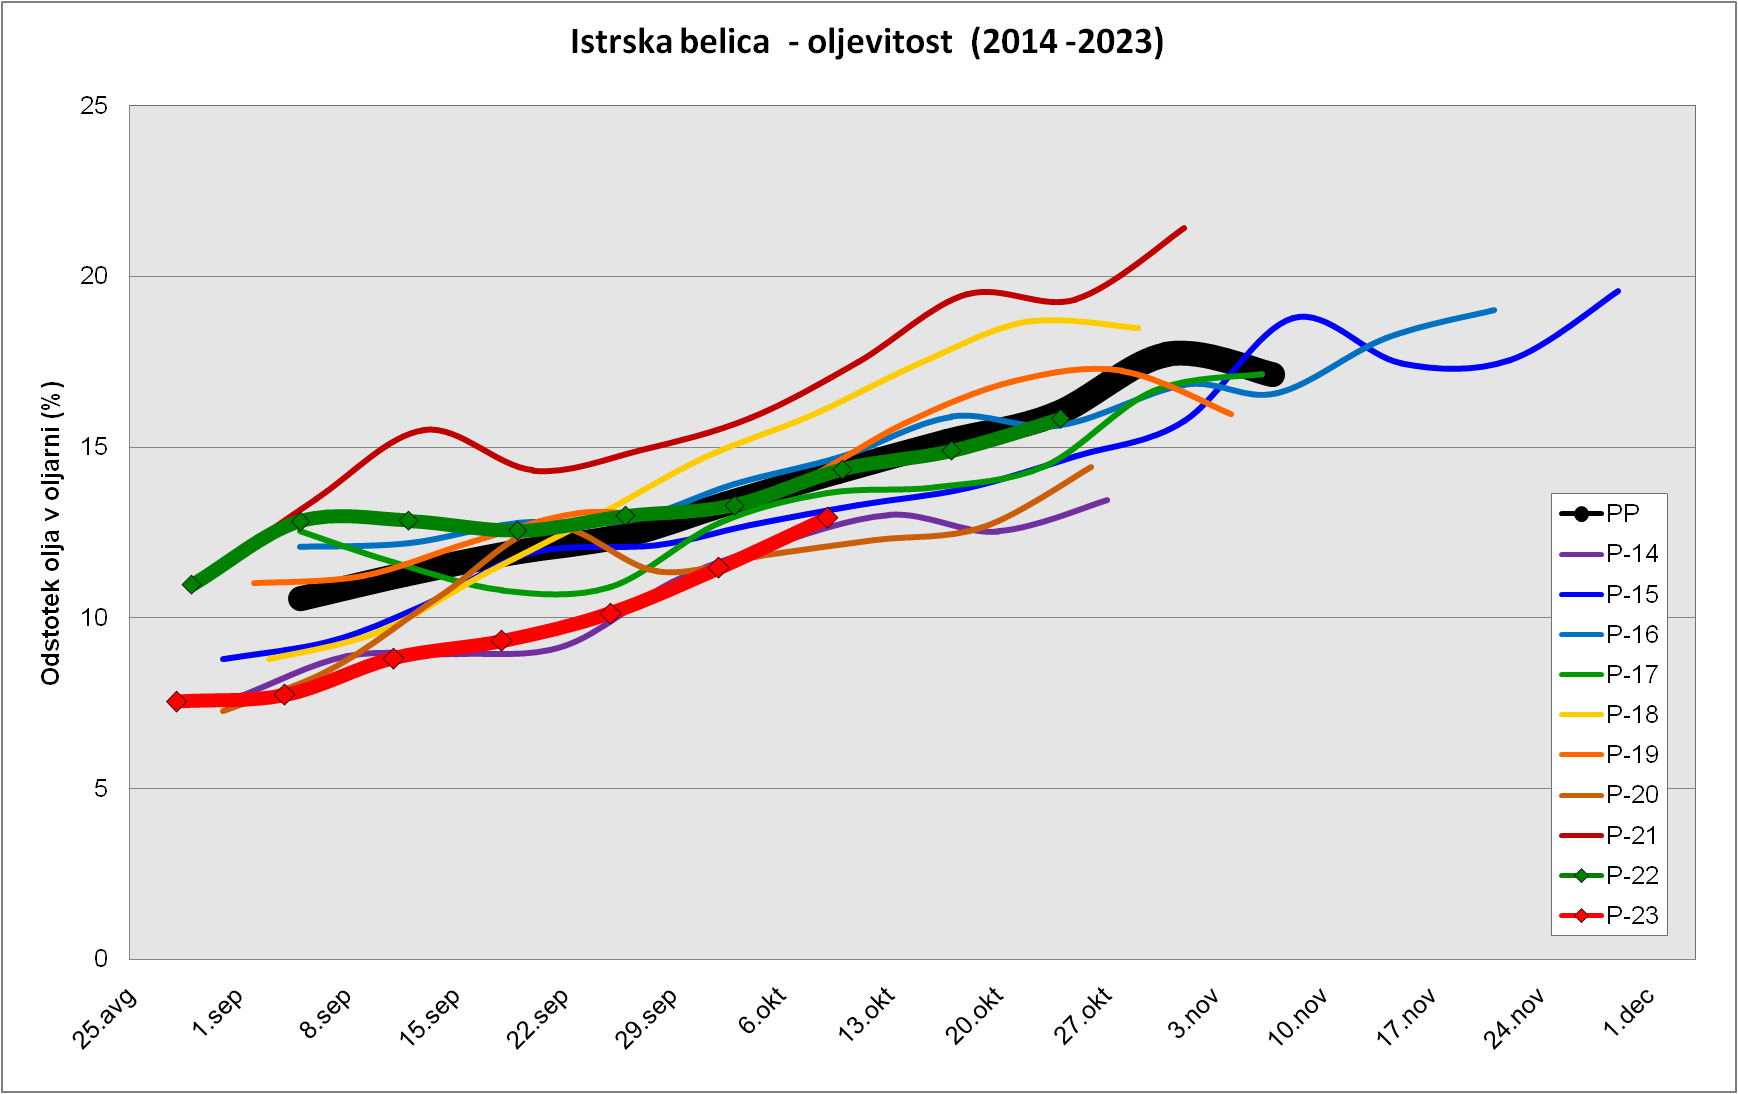 Istrska belica - oljevitost (2014 -2023)
Odstotek olja v oljarni (%)
25
20
15
10
5
0
25.avg
1.sep
8.sep
15.sep
22.sep
29.sep
6.okt
13.okt
20.okt
27.okt
3.nov
10.nov
17.nov
24.nov
1.dec
PP
P-14
P-15
P-16
P-17
P-18
P-19
P-20
P-21
P-22
P-23